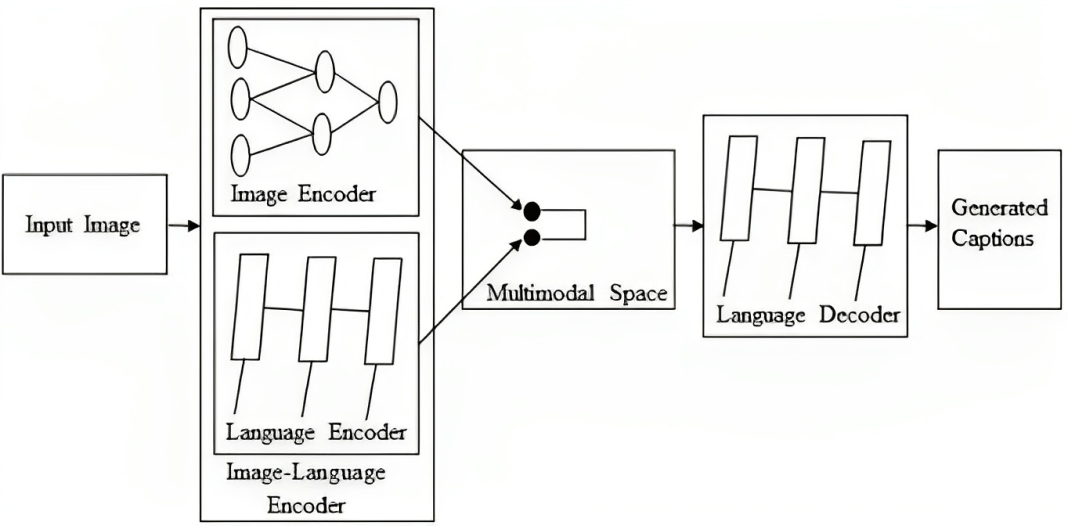 Input Image
Image Encoder
Language Encoder
Image-Language
Encoder
Multimodal Space
Language Decoder
Generated
Captions